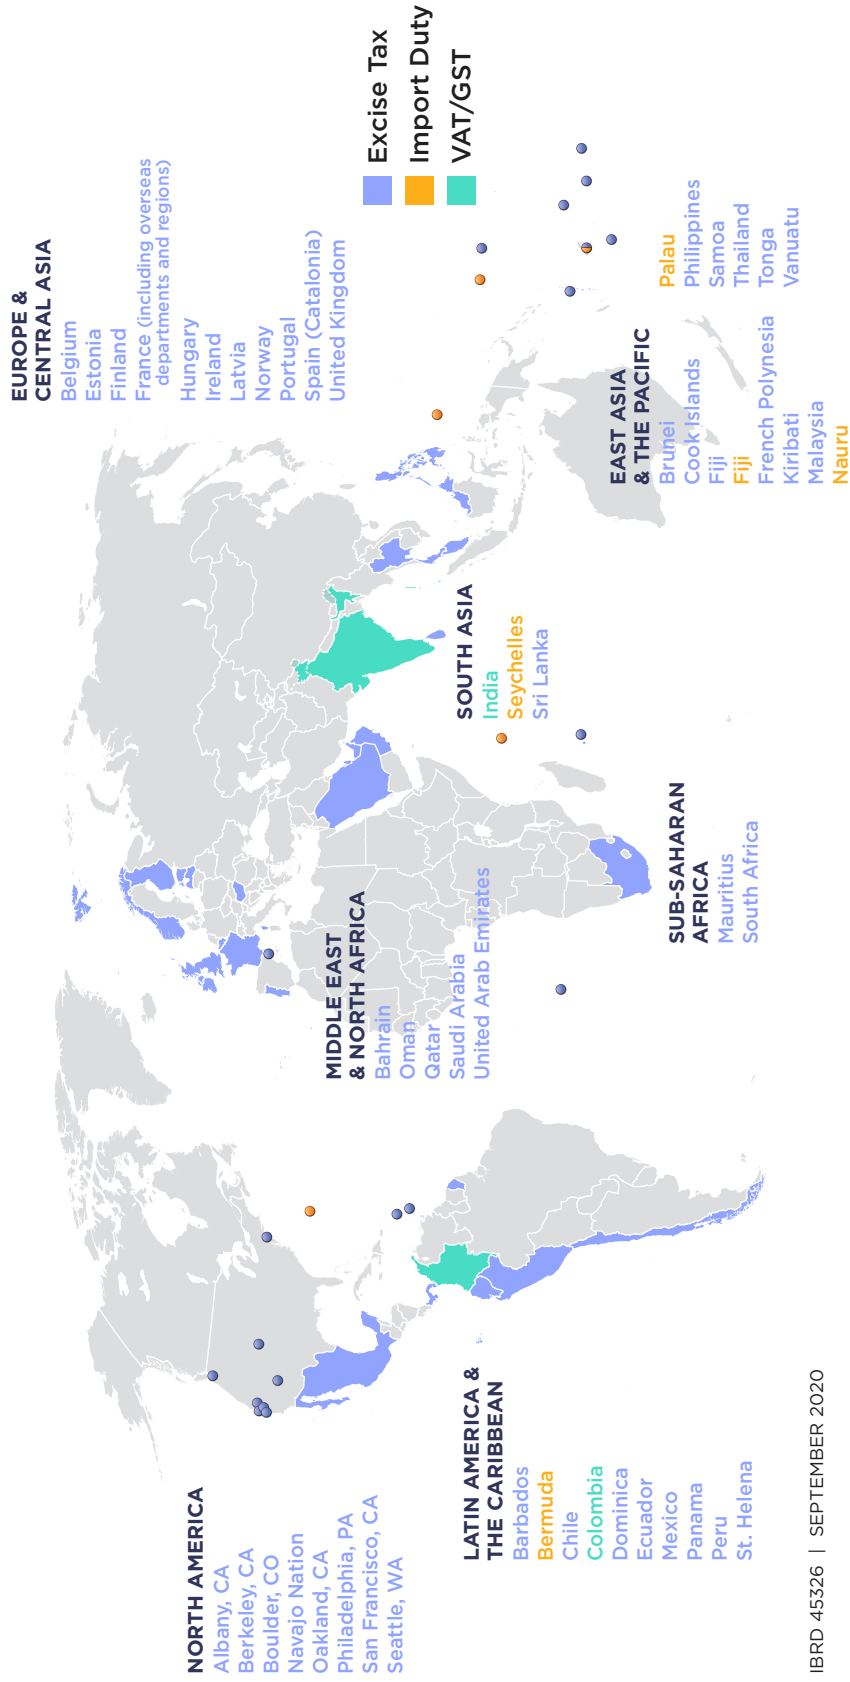 EUROPE &
CENTRAL ASIA
Belgium
Estonia
Finland
France (including overseas
departments and regions)
Hungary
Ireland
Latvia
Norway
Portugal
Spain (Catalonia)
United Kingdom
Excise Tax
Import Duty
VAT/GST
NORTH AMERICA
Albany, CA
Berkeley, CA
Boulder, CO
Navajo Nation
Oakland, CA
Philadelphia, PA
San Francisco, CA
Seattle, WA
MIDDLE EAST
& NORTH AFRICA
Bahrain
Oman
Qatar
Saudi Arabia
United Arab Emirates
SOUTH ASIA
India
Seychelles
Sri Lanka
LATIN AMERICA &
THE CARIBBEAN
Barbados
Bermuda
Chile
Colombia
Dominica
Ecuador
Mexico
Panama
Peru
St. Helena
SUB-SAHARAN
AFRICA
Mauritius
South Africa
EAST ASIA
& THE PACIFIC
Brunei
Cook Islands
Fiji
Fiji
French Polynesia
Kiribati
Malaysia
Nauru
Palau
Philippines
Samoa
Thailand
Tonga
Vanuatu
IBRD 45326 | SEPTEMBER 2020